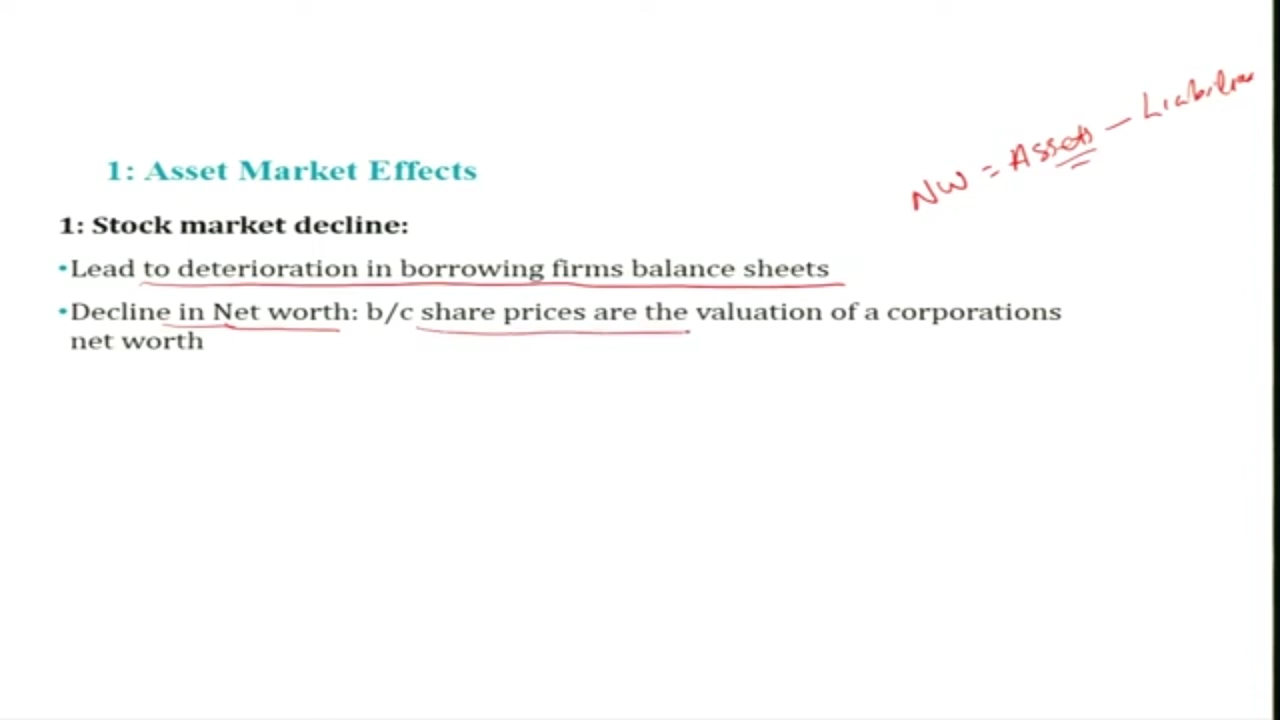 NW = Assets - Liabilities
1: Asset Market Effects
1: Stock market decline:
•Lead to deterioration in borrowing firms balance sheets
•Decline in Net worth: b/c share prices are the valuation of a corporations
net worth